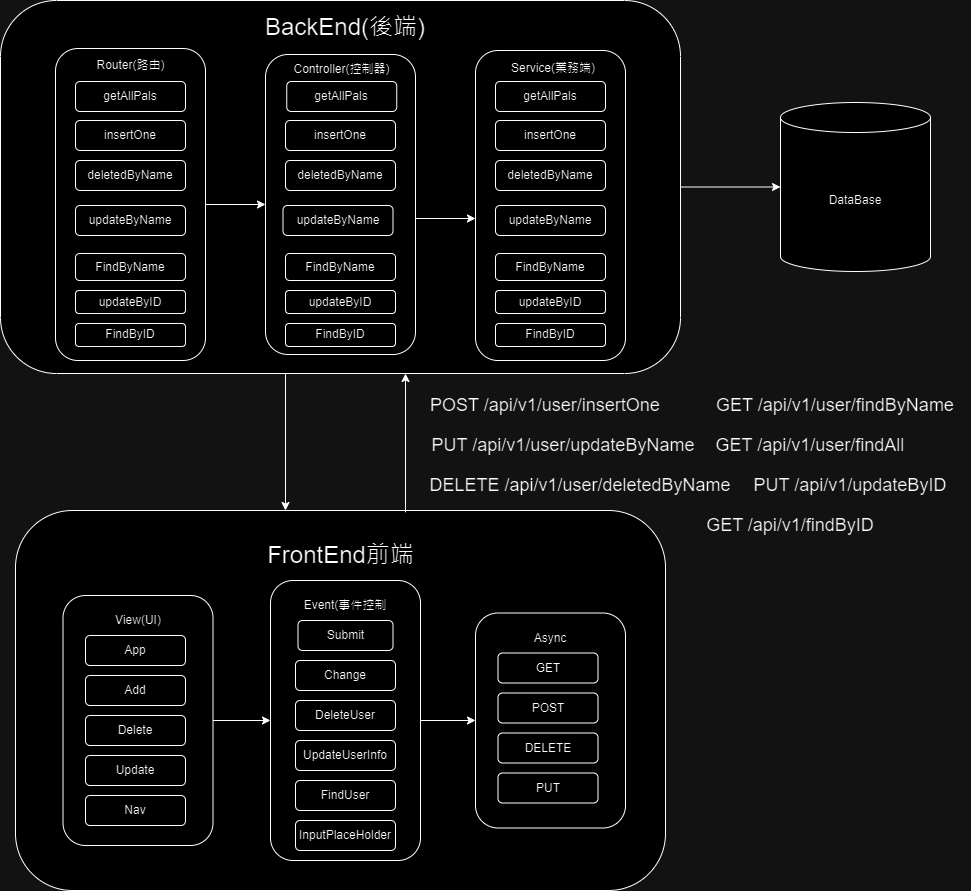 BackEnd(後端)
Router(路由)
getAllPals
insertOne
deletedByName
updateByName
FindByName
updateByID
FindByID
Controller(控制器)
getAllPals
insertOne
deletedByName
updateByName
FindByName
updateByID
FindByID
Service(業務端)
getAllPals
insertOne
deletedByName
updateByName
FindByName
updateByID
FindByID
DataBase
POST /api/v1/user/insertOne
GET /api/v1/user/findByName
PUT /api/v1/user/updateByName
GET /api/v1/user/findAll
DELETE /api/v1/user/deletedByName
PUT /api/v1/updateByID
GET /api/v1/findByID
FrontEnd前端
View(UI)
App
Add
Delete
Update
Nav
Event(事件控制
Submit
Change
DeleteUser
UpdateUserInfo
FindUser
InputPlaceHolder
Async
GET
POST
DELETE
PUT